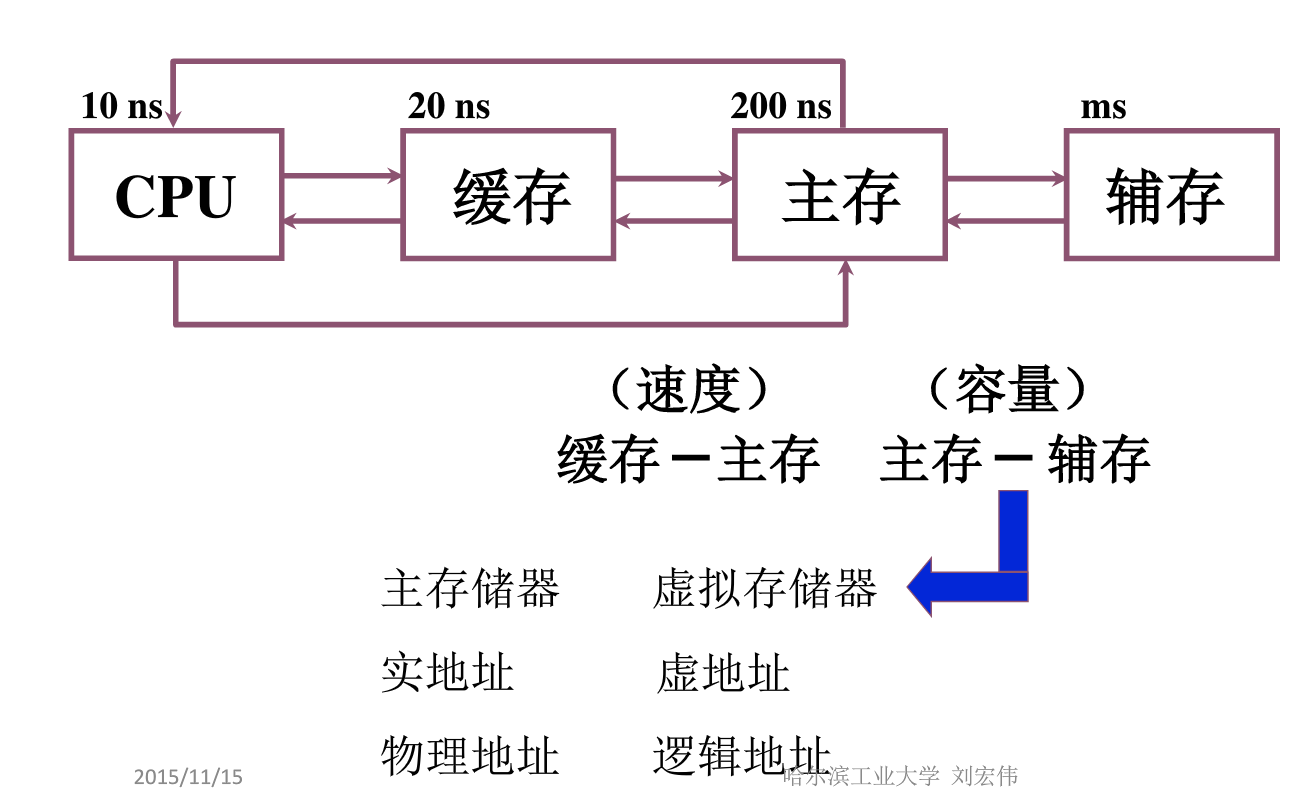 10 ns 20 ns 200 ns ms
CPU 缓存 主存 辅存
（速度） （容量）
缓存－主存 主存－辅存
主存储器 虚拟存储器
实地址 虚地址
物理地址 逻辑地址
2015/11/15 哈尔滨工业大学 刘宏伟